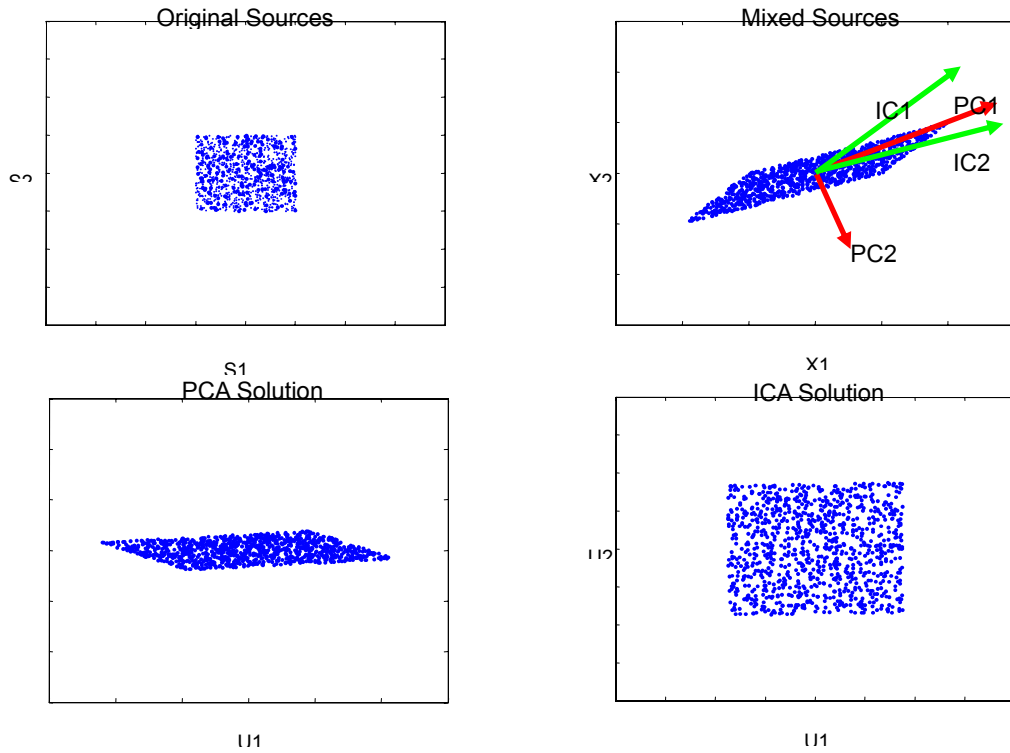 Original Sources
Mixed Sources
IC1
PC1
IC2
PC2
S1
X1
PCA Solution
ICA Solution
U1
U1